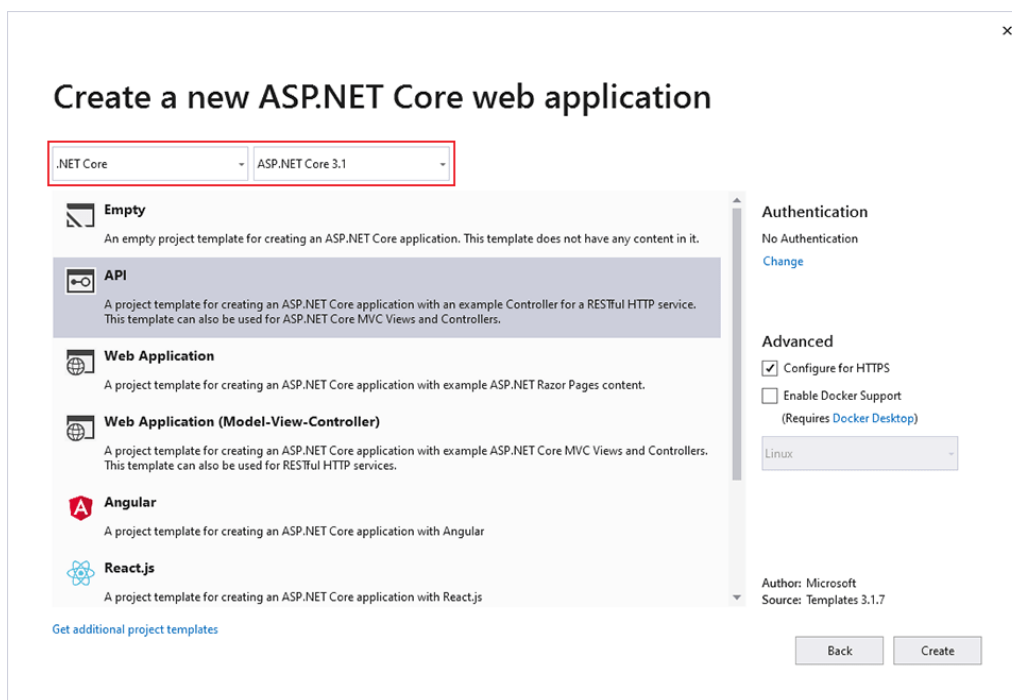 Create a new ASP.NET Core web application
.NET Core
ASP.NET Core 3.1
Empty
An empty project template for creating an ASP.NET Core application. This template does not have any content in it.
API
A project template for creating an ASP.NET Core application with an example Controller for a RESTful HTTP service.
This template can also be used for ASP.NET Core MVC Views and Controllers.
Web Application
A project template for creating an ASP.NET Core application with example ASP.NET Razor Pages content.
Web Application (Model-View-Controller)
A project template for creating an ASP.NET Core application with example ASP.NET Core MVC Views and Controllers.
This template can also be used for RESTful HTTP services.
Angular
A project template for creating an ASP.NET Core application with Angular
React.js
A project template for creating an ASP.NET Core application with React.js
Get additional project templates
Authentication
No Authentication
Change
Advanced
Configure for HTTPS
Enable Docker Support
(Requires Docker Desktop)
Linux
Author: Microsoft
Source: Templates 3.1.7
Back
Create